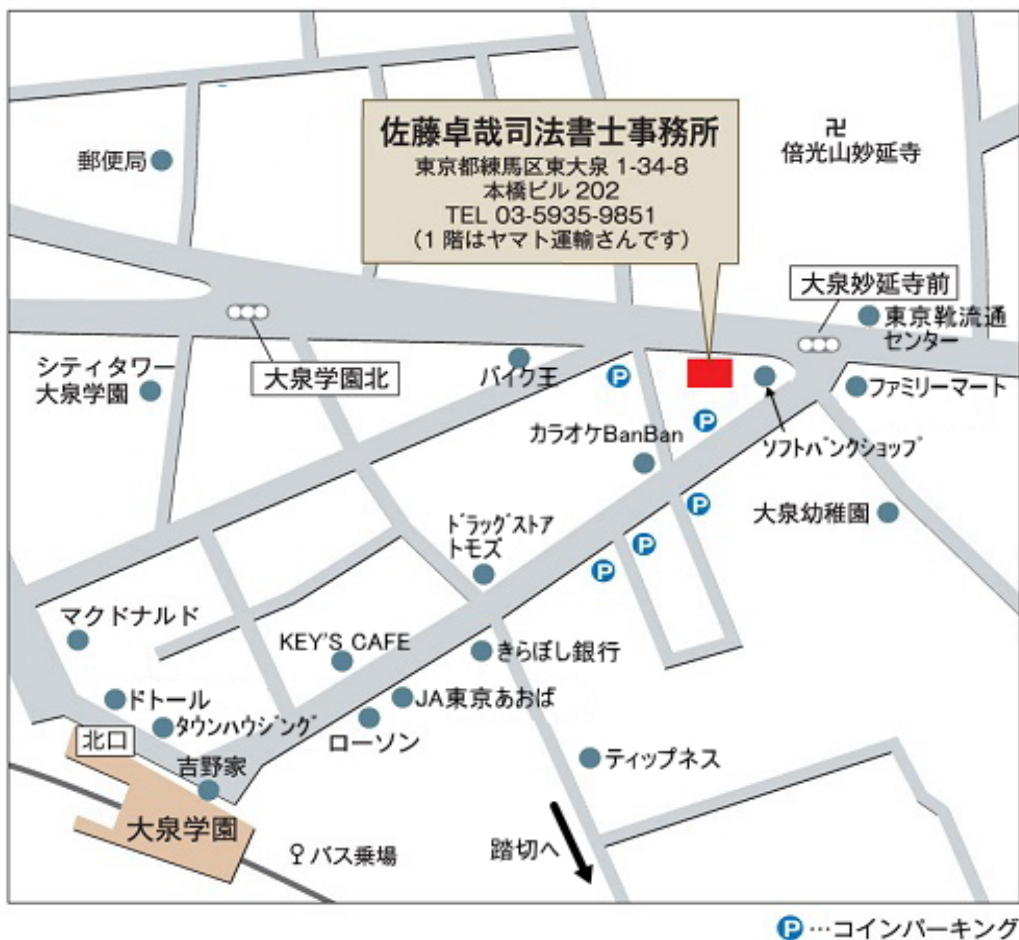 佐藤卓哉司法書士事務所
東京都練馬区東大泉 1-34-8
本橋ビル 202
TEL 03-5935-9851
(1 階はヤマト運輸さんです)
郵便局
卍
倍光山妙延寺
大泉妙延寺前
東京靴流通
センター
シティタワー
大泉学園
大泉学園北
バイク王
P
ファミリーマート
カラオケBanBan
P
ソフトバンクショップ
P
大泉幼稚園
ドラッグストア
トモズ
P
P
マクドナルド
KEY'S CAFE
きらぼし銀行
ドトール
JA東京あおば
タウンハウジング
ローソン
北口
吉野家
ティップネス
大泉学園
バス乗場
踏切へ
P…コインパーキング